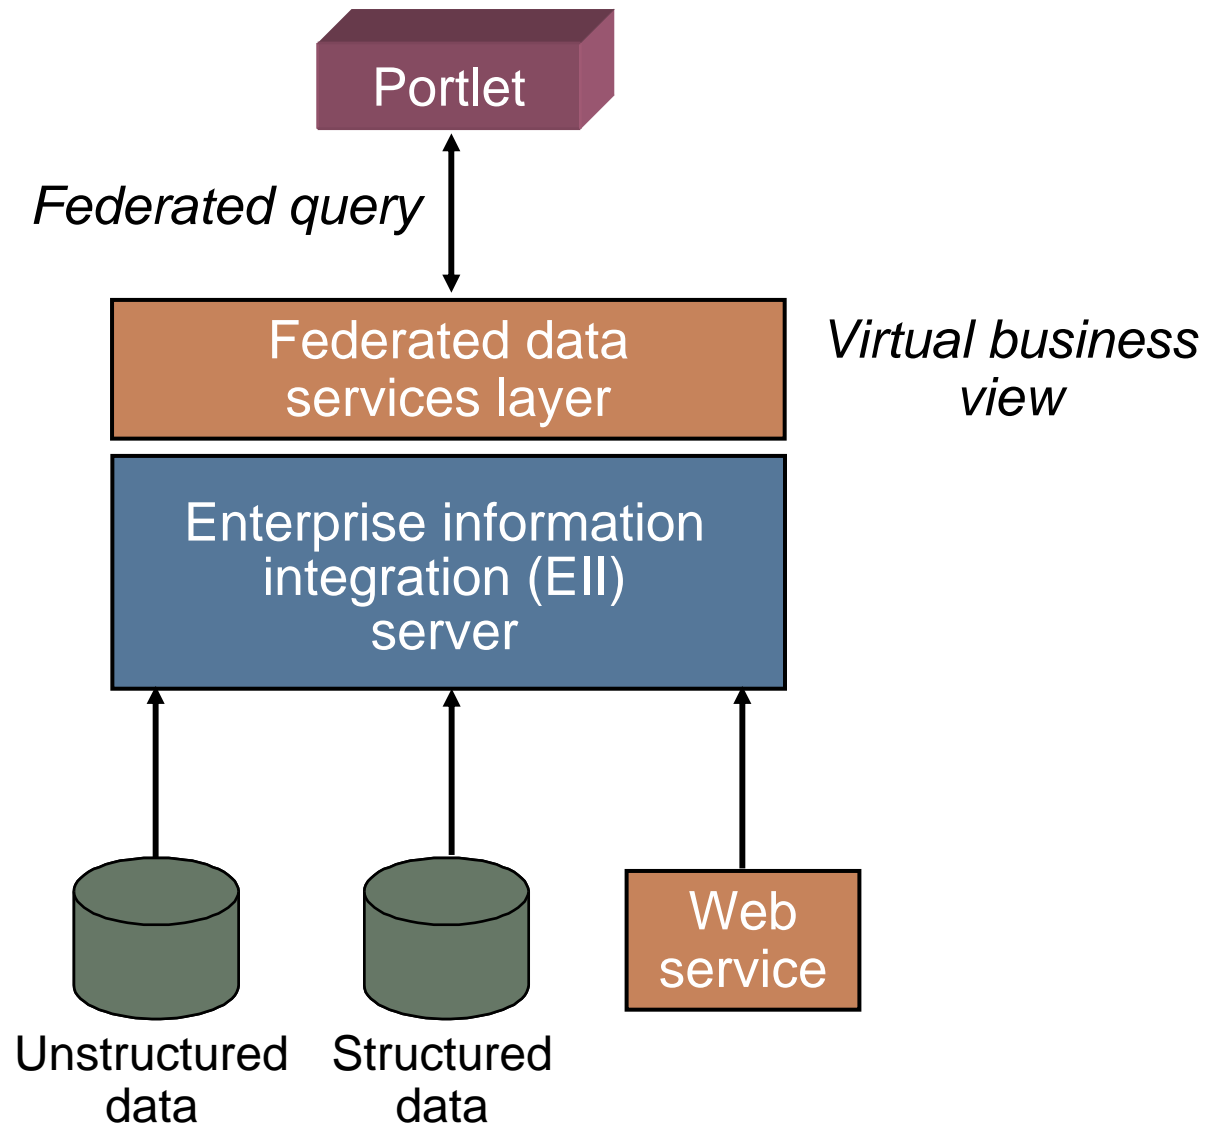 Portlet
Federated query
Federated data
services layer
Virtual business
view
Enterprise information
integration (EII)
server
Web
service
Unstructured
data
Structured
data